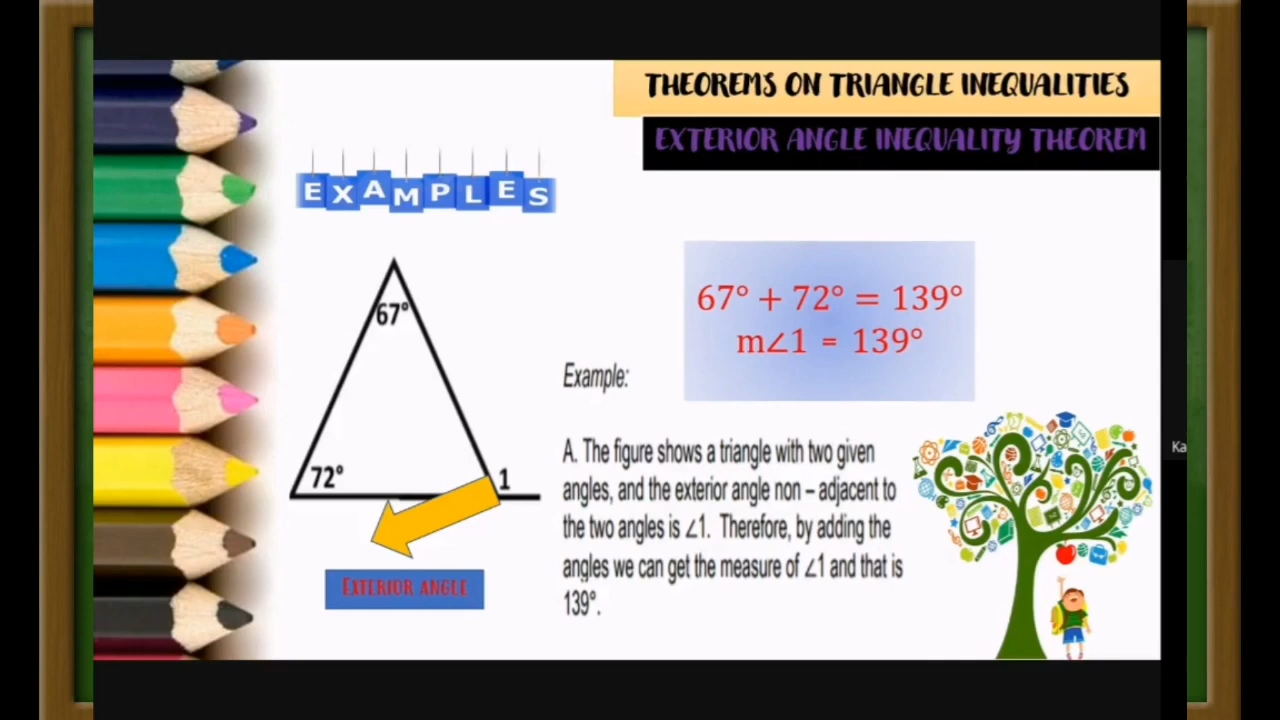 THEOREMS ON TRIANGLE INEQUALITIES
EXTERIOR ANGLE INEQUALITY THEOREM
EXAMPLES
67° + 72° = 139°
m∠1 = 139°
67°
72°
1
EXTERIOR ANGLE
Example:
A. The figure shows a triangle with two given
angles, and the exterior angle non – adjacent to
the two angles is ∠1. Therefore, by adding the
angles we can get the measure of ∠1 and that is
139°.
Ka